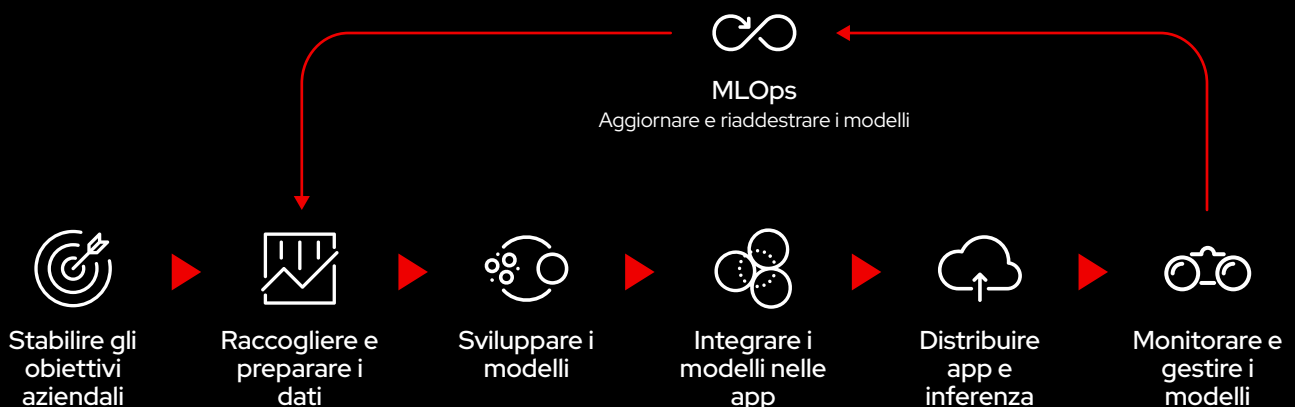 MLOps
Aggiornare e riaddestrare i modelli
Stabilire gli
obiettivi
aziendali
Raccogliere e
preparare i
dati
Sviluppare i
modelli
Integrare i
modelli nelle
app
Distribuire
app e
inferenza
Monitorare e
gestire i
modelli